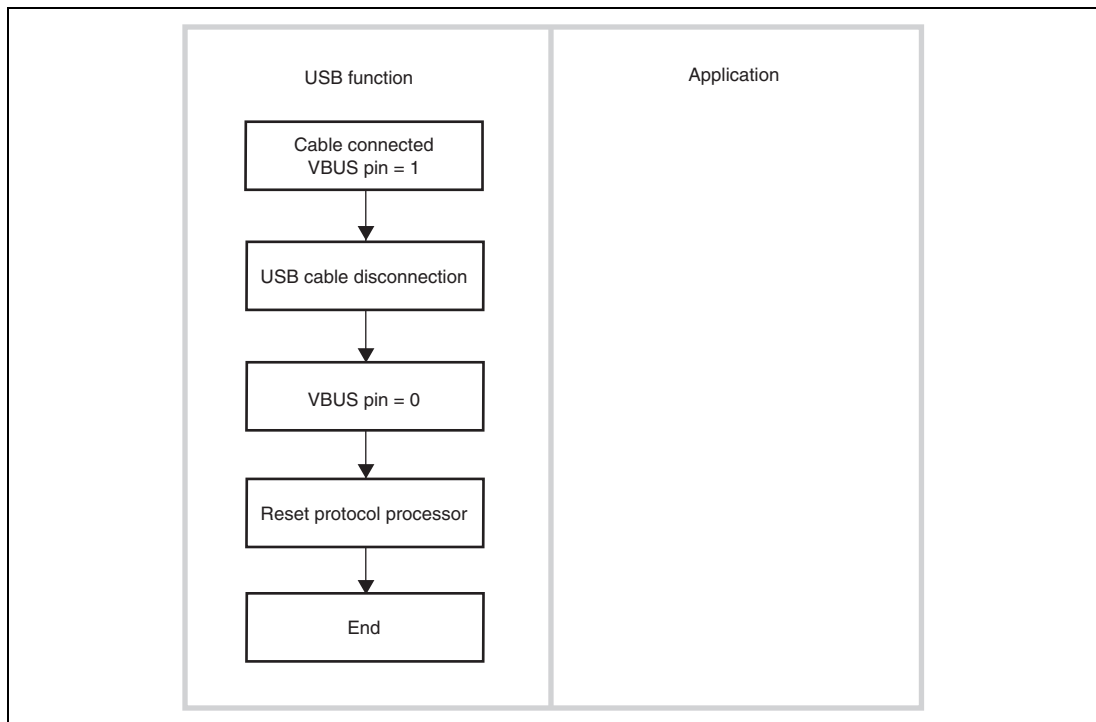 USB function
Application
Cable connected
VBUS pin = 1
USB cable disconnection
VBUS pin = 0
Reset protocol processor
End